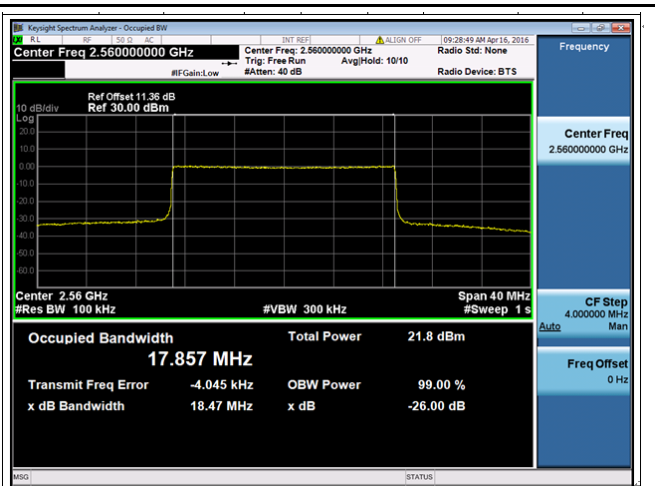 Keysight Spectrum Analyzer - Occupied BW
RL RF 50 Ω AC INT REF ALIGN OFF 09:28:49 AM Apr 16, 2016
Center Freq 2.560000000 GHz
Center Freq: 2.560000000 GHz Radio Std: None
Trig: Free Run Avg|Hold: 10/10
#IFGain:Low #Atten: 40 dB Radio Device: BTS
Ref Offset 11.36 dB
10 dB/div Ref 30.00 dBm
Log
20.0
10.0
0.00
-10.0
-20.0
-30.0
-40.0
-50.0
-60.0
Center 2.56 GHz Span 40 MHz
#Res BW 100 kHz #VBW 300 kHz #Sweep 1 s
Occupied Bandwidth Total Power 21.8 dBm
17.857 MHz
Transmit Freq Error -4.045 kHz OBW Power 99.00 %
x dB Bandwidth 18.47 MHz x dB -26.00 dB
MSG STATUS
Frequency
Center Freq
2.560000000 GHz
CF Step
4.000000 MHz
Auto Man
Freq Offset
0 Hz